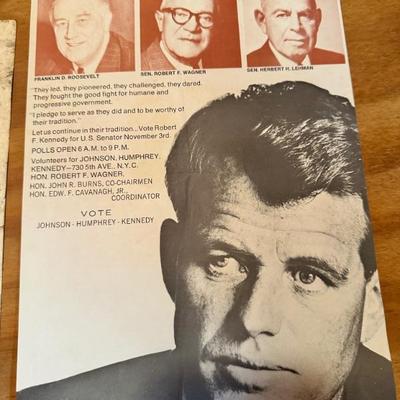 FRANKLIN D. ROOSEVELT
SEN. ROBERT F. WAGNER
SEN. HERBERT H. LEHMAN
"They led, they pioneered, they challenged, they dared.
They fought the good fight for humane and
progressive government.
"I pledge to serve as they did and to be worthy of
their tradition."
Let us continue in their tradition...Vote Robert
F. Kennedy for U.S. Senator November 3rd.
POLLS OPEN 6 A.M. to 9 P.M.
Volunteers for JOHNSON, HUMPHREY,
KENNEDY—730 5th AVE., N.Y.C.
HON. ROBERT F. WAGNER,
HON. JOHN R. BURNS, CO-CHAIRMEN
HON. EDW. F. CAVANAGH, JR.,
COORDINATOR
VOTE
JOHNSON - HUMPHREY - KENNEDY